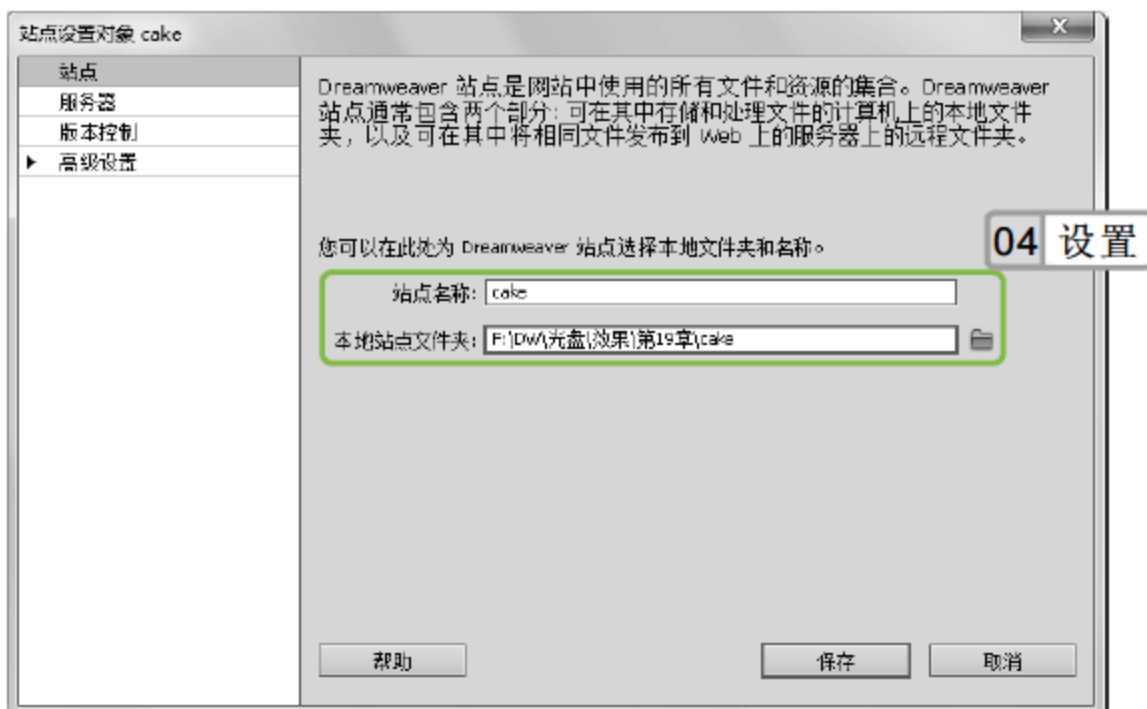 站点设置对象 cake
X
站点
服务器
版本控制
高级设置
Dreamweaver 站点是网站中使用的所有文件和资源的集合。Dreamweaver
站点通常包含两个部分: 可在其中存储和处理文件的计算机上的本地文件
夹，以及可在其中将相同文件发布到 Web 上的服务器上的远程文件夹。
04 设置
您可以在此处为 Dreamweaver 站点选择本地文件夹和名称。
站点名称: cake
本地站点文件夹: F:\DW\光盘\效果\第19章\cake
帮助 保存 取消